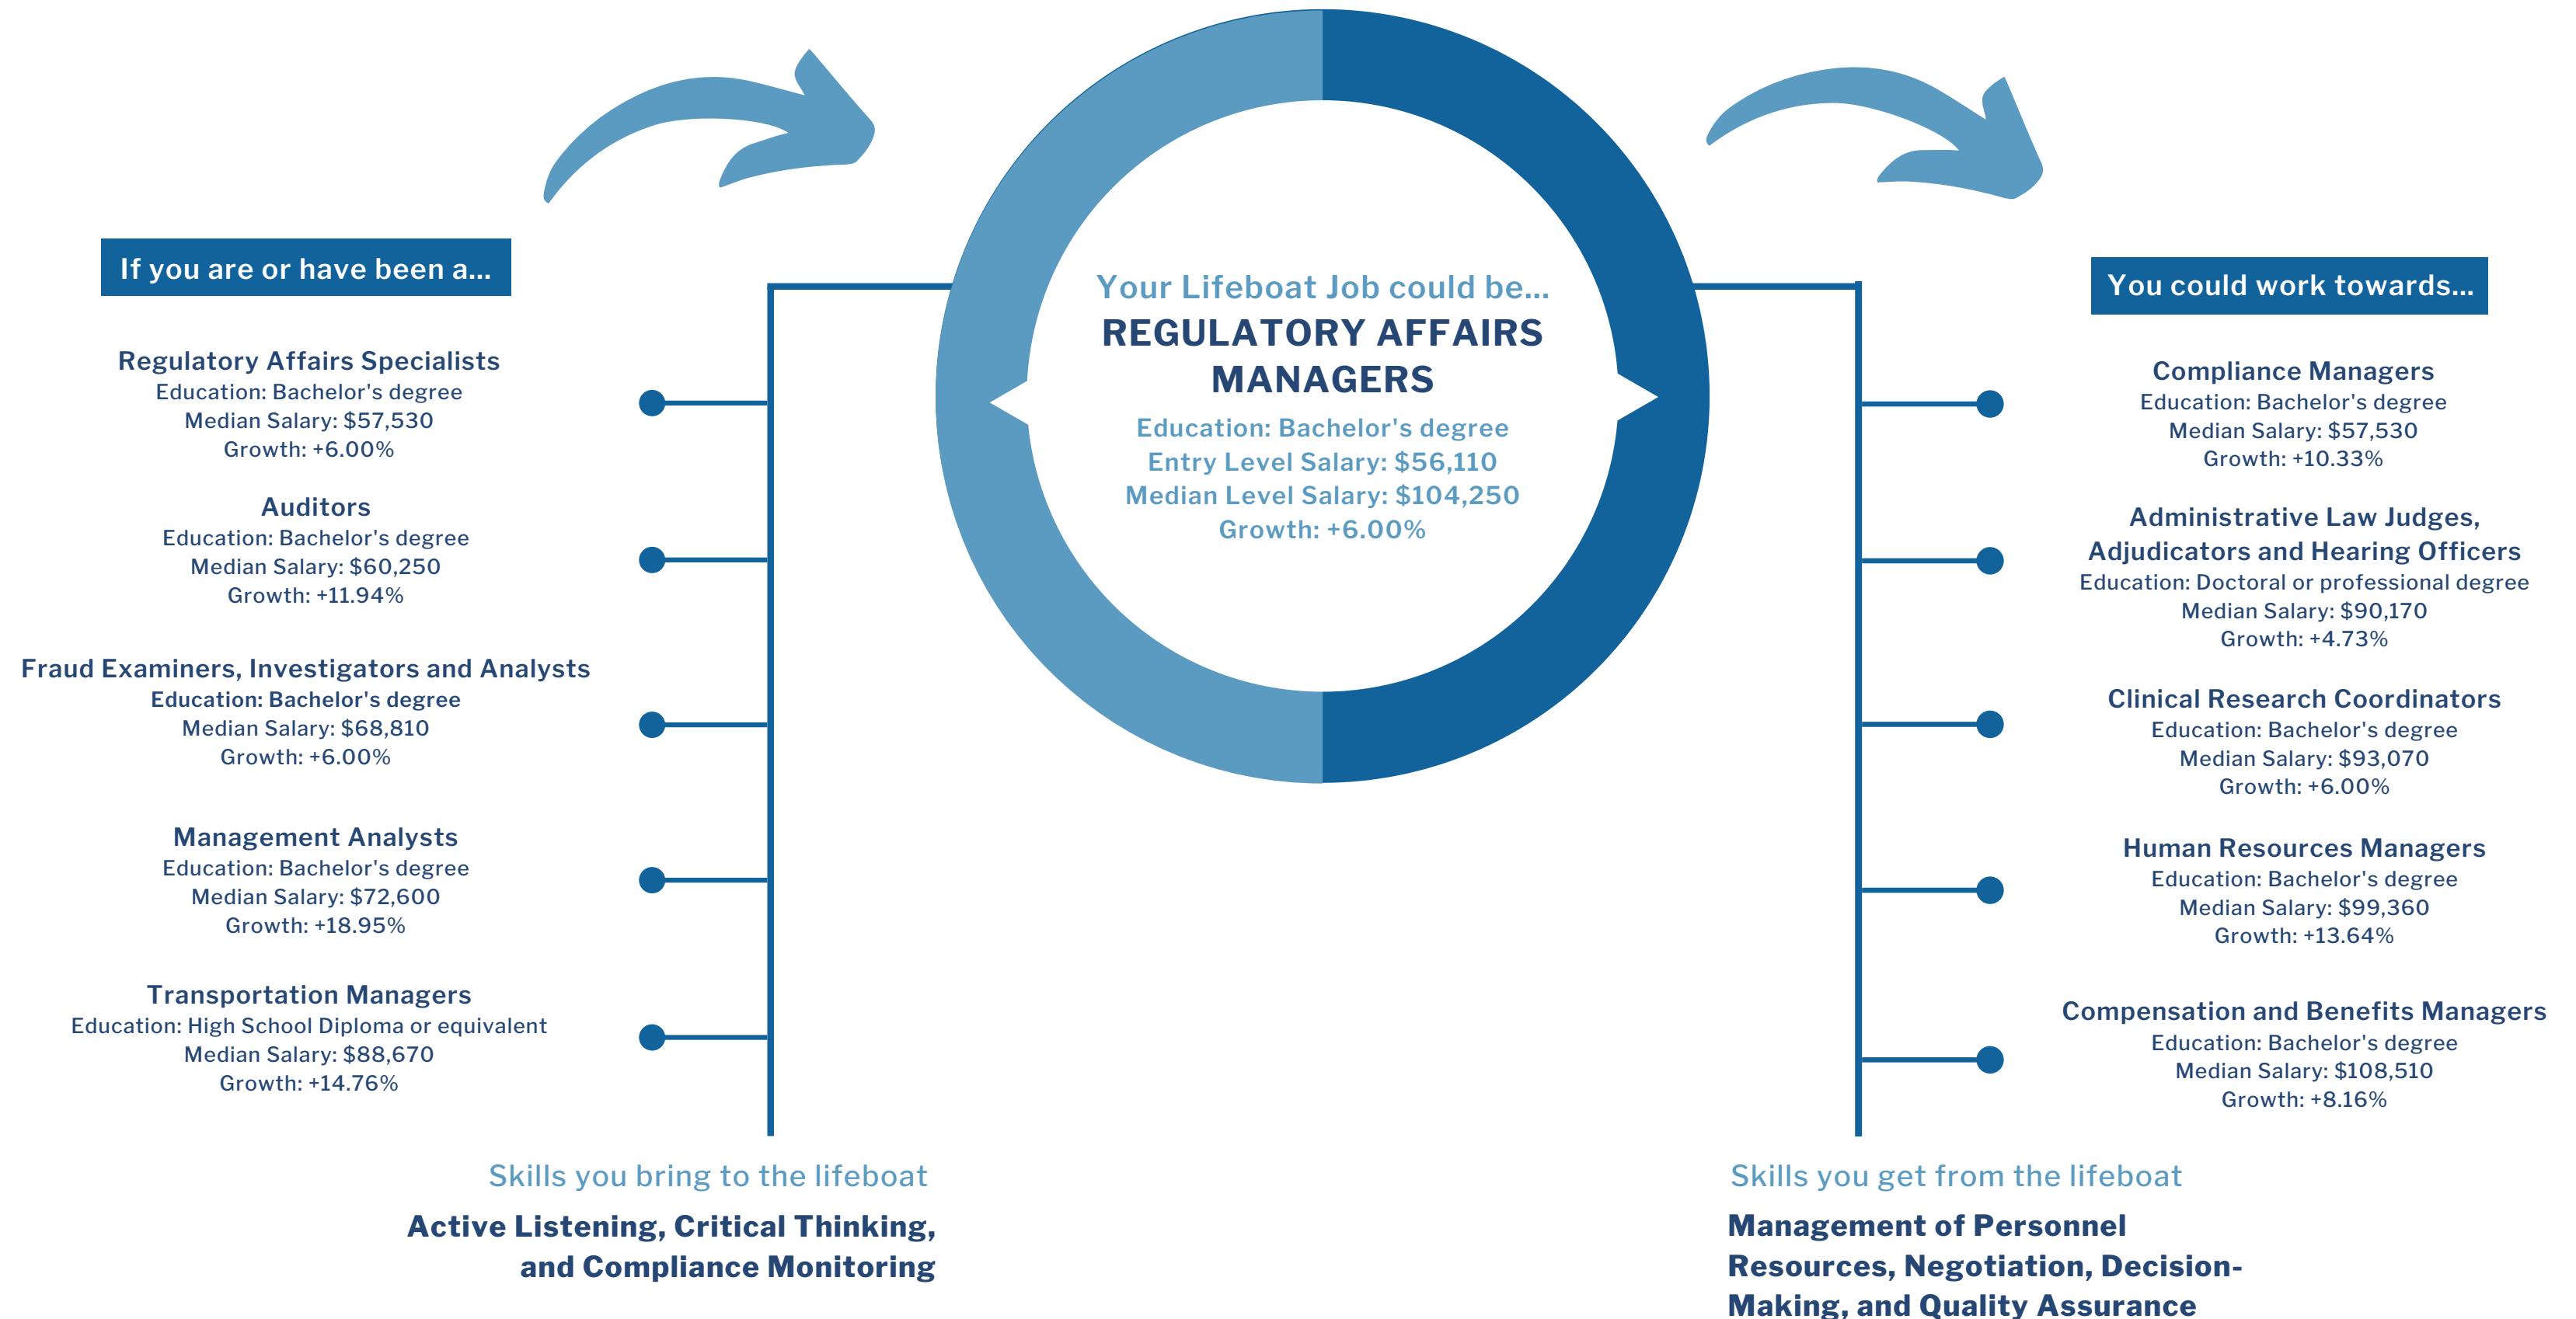 If you are or have been a...
Regulatory Affairs Specialists
Education: Bachelor's degree
Median Salary: $57,530
Growth: +6.00%
Auditors
Education: Bachelor's degree
Median Salary: $60,250
Growth: +11.94%
Fraud Examiners, Investigators and Analysts
Education: Bachelor's degree
Median Salary: $68,810
Growth: +6.00%
Management Analysts
Education: Bachelor's degree
Median Salary: $72,600
Growth: +18.95%
Transportation Managers
Education: High School Diploma or equivalent
Median Salary: $88,670
Growth: +14.76%
Skills you bring to the lifeboat
Active Listening, Critical Thinking,
and Compliance Monitoring
Your Lifeboat Job could be...
REGULATORY AFFAIRS
MANAGERS
Education: Bachelor's degree
Entry Level Salary: $56,110
Median Level Salary: $104,250
Growth: +6.00%
You could work towards...
Compliance Managers
Education: Bachelor's degree
Median Salary: $57,530
Growth: +10.33%
Administrative Law Judges,
Adjudicators and Hearing Officers
Education: Doctoral or professional degree
Median Salary: $90,170
Growth: +4.73%
Clinical Research Coordinators
Education: Bachelor's degree
Median Salary: $93,070
Growth: +6.00%
Human Resources Managers
Education: Bachelor's degree
Median Salary: $99,360
Growth: +13.64%
Compensation and Benefits Managers
Education: Bachelor's degree
Median Salary: $108,510
Growth: +8.16%
Skills you get from the lifeboat
Management of Personnel
Resources, Negotiation, Decision-
Making, and Quality Assurance